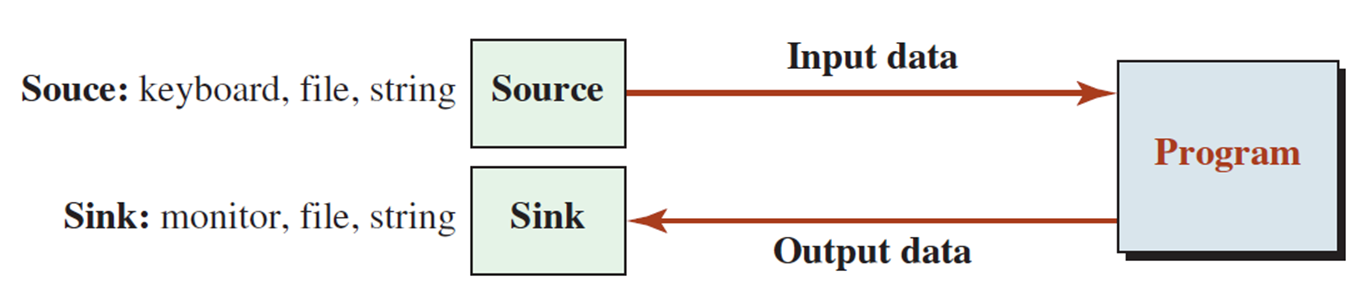 Input data
Souce: keyboard, file, string
Source
Program
Sink: monitor, file, string
Sink
Output data